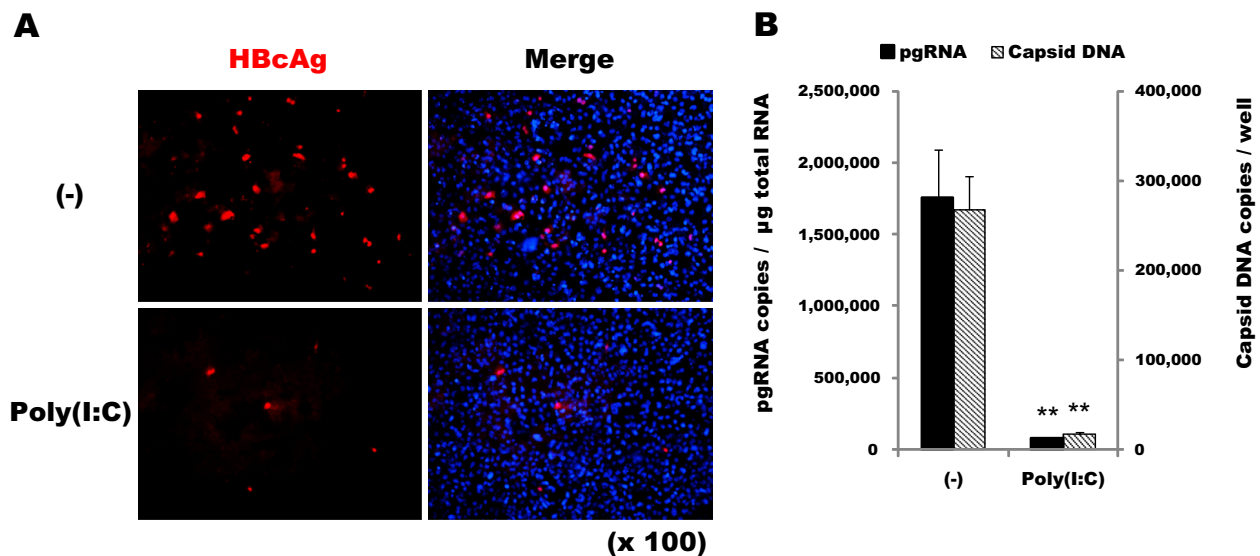 A
HBcAg
Merge
(-)
Poly(I:C)
(x 100)
B
pgRNA
Capsid DNA
pgRNA copies / µg total RNA
2,500,000
2,000,000
1,500,000
1,000,000
500,000
0
400,000
300,000
200,000
100,000
0
Capsid DNA copies / well
** **
(-)
Poly(I:C)